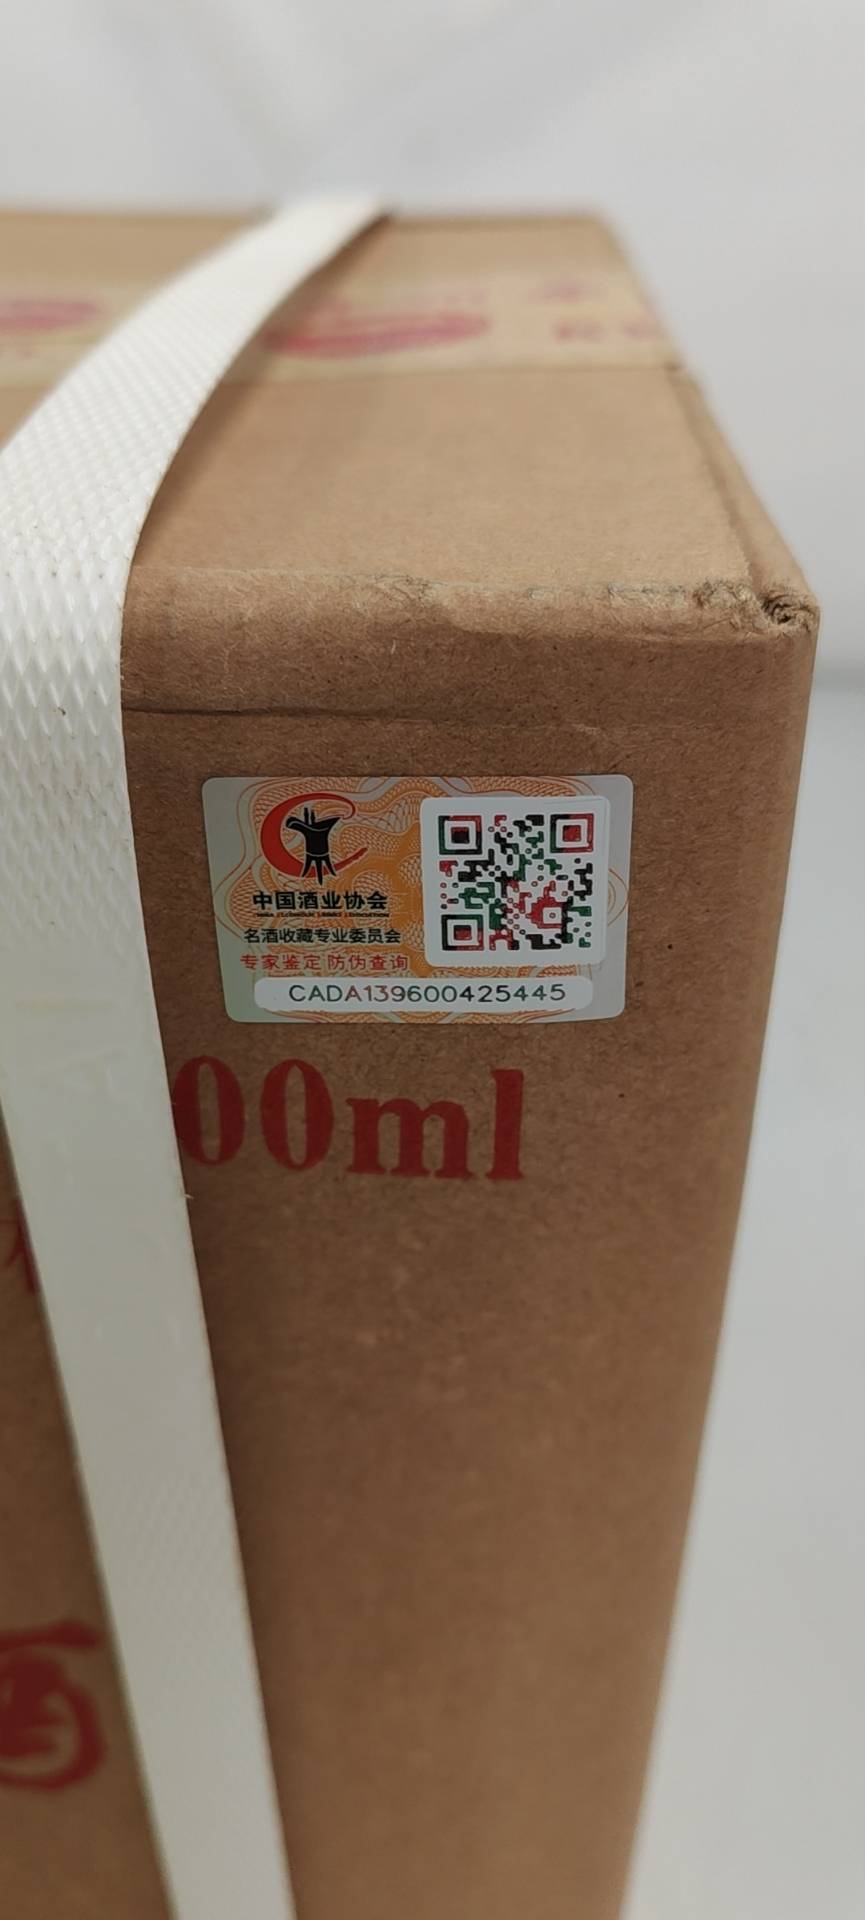 中国酒业协会
名酒收藏专业委员会
专家鉴定 防伪查询
CADA139600425445
00ml